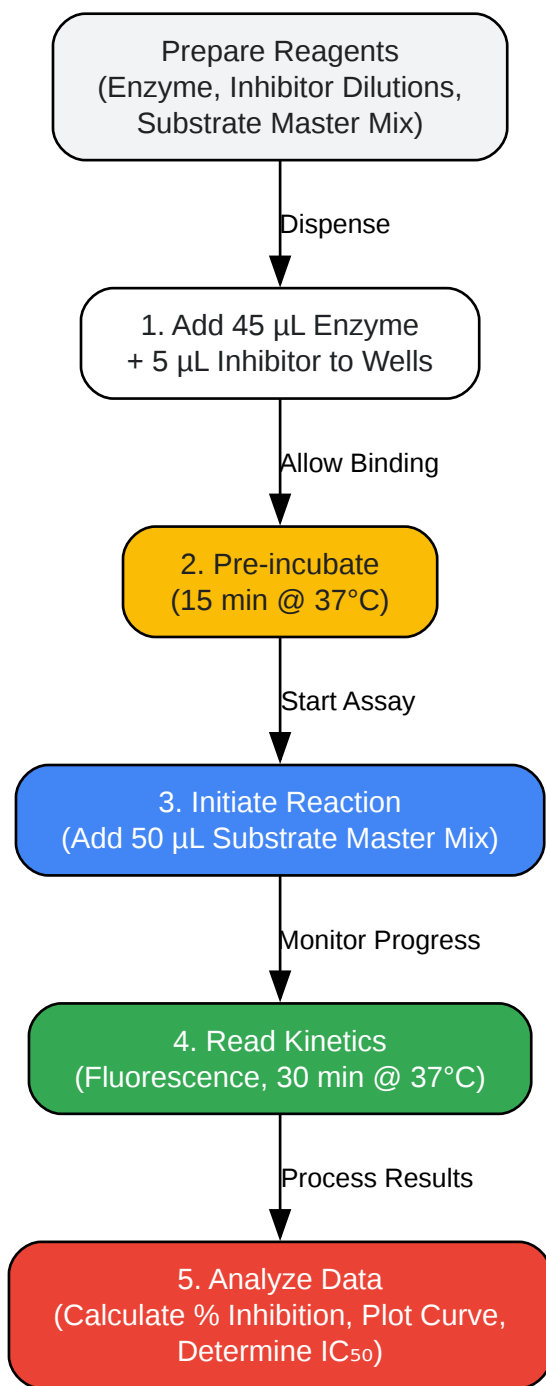 Prepare Reagents
(Enzyme, Inhibitor Dilutions,
Substrate Master Mix)
Dispense
1. Add 45 µL Enzyme
+ 5 µL Inhibitor to Wells
Allow Binding
2. Pre-incubate
(15 min @ 37°C)
Start Assay
3. Initiate Reaction
(Add 50 µL Substrate Master Mix)
Monitor Progress
4. Read Kinetics
(Fluorescence, 30 min @ 37°C)
Process Results
5. Analyze Data
(Calculate % Inhibition, Plot Curve,
Determine IC₅₀)